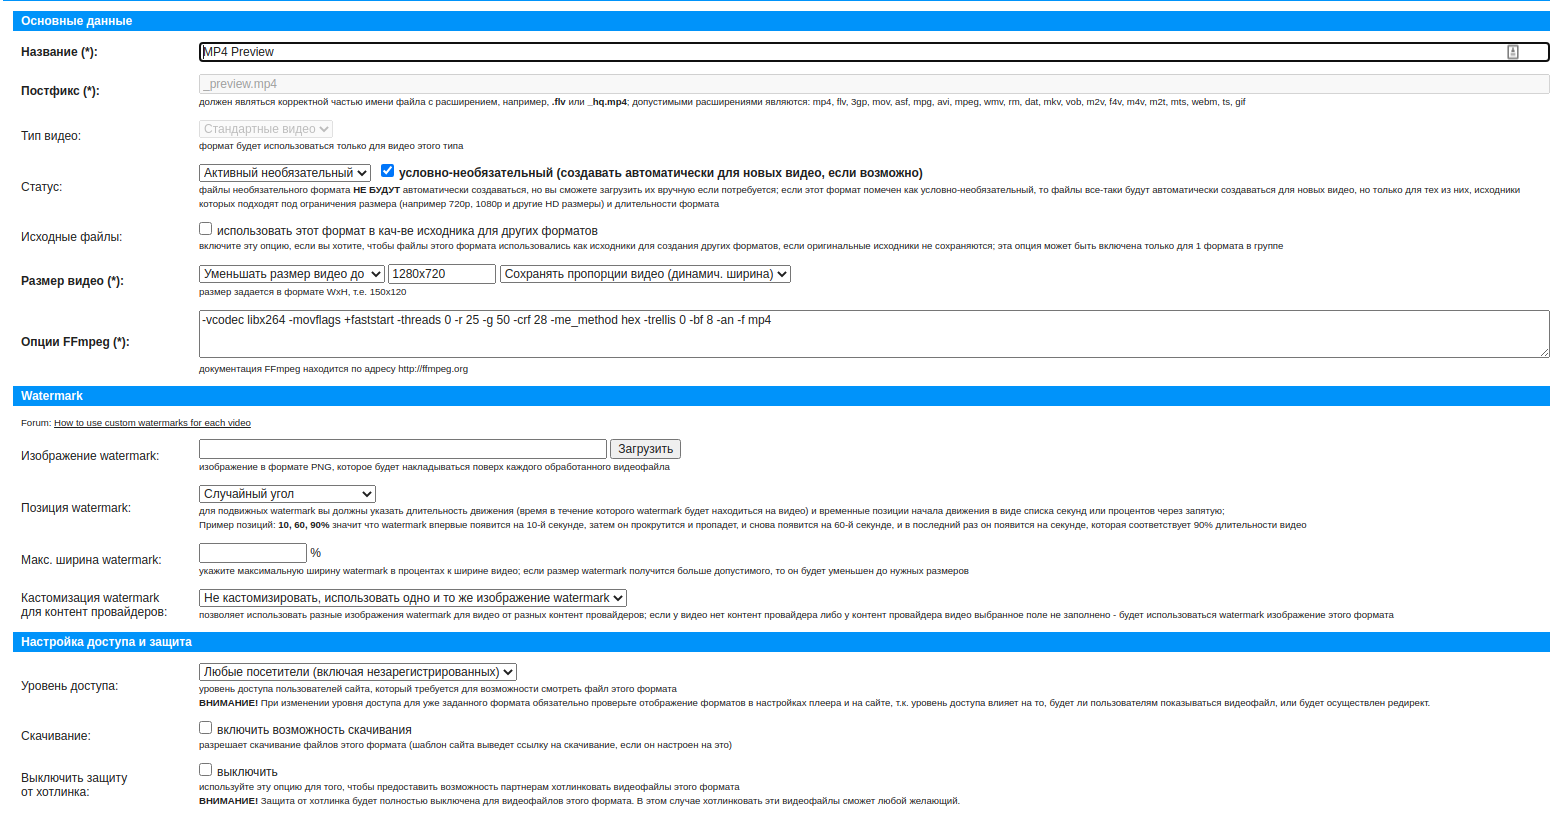 Основные данные
Название (*):
MP4 Preview
Постфикс (*):
_preview.mp4
должен являться корректной частью имени файла с расширением, например, .flv или _hq.mp4; допустимыми расширениями являются: mp4, flv, 3gp, mov, asf, mpg, avi, mpeg, wmv, rm, dat, mkv, vob, m2v, f4v, m4v, m2t, mts, webm, ts, gif
Тип видео:
Стандартные видео
формат будет использоваться только для видео этого типа
Статус:
Активный необязательный условно-необязательный (создавать автоматически для новых видео, если возможно)
файлы необязательного формата НЕ БУДУТ автоматически создаваться, но вы сможете загрузить их вручную если потребуется; если этот формат помечен как условно-необязательный, то файлы все-таки будут автоматически создаваться для новых видео, но только для тех из них, исходники
которых подходят под ограничения размера (например 720p, 1080p и другие HD размеры) и длительности формата
Исходные файлы:
использовать этот формат в кач-ве исходника для других форматов
включите эту опцию, если вы хотите, чтобы файлы этого формата использовались как исходники для создания других форматов, если оригинальные исходники не сохраняются; эта опция может быть включена только для 1 формата в группе
Размер видео (*):
Уменьшать размер видео до 1280x720 Сохранять пропорции видео (динамич. ширина)
размер задается в формате WxH, т.е. 150x120
Опции FFmpeg (*):
-vcodec libx264 -movflags +faststart -threads 0 -r 25 -g 50 -crf 28 -me_method hex -trellis 0 -bf 8 -an -f mp4
документация FFmpeg находится по адресу http://ffmpeg.org
Watermark
Forum: How to use custom watermarks for each video
Изображение watermark:
Загрузить
изображение в формате PNG, которое будет накладываться поверх каждого обработанного видеофайла
Позиция watermark:
Случайный угол
для подвижных watermark вы должны указать длительность движения (время в течение которого watermark будет находиться на видео) и временные позиции начала движения в виде списка секунд или процентов через запятую;
Пример позиций: 10, 60, 90% значит что watermark впервые появится на 10-й секунде, затем он прокрутится и пропадет, и снова появится на 60-й секунде, и в последний раз он появится на секунде, которая соответствует 90% длительности видео
Макс. ширина watermark:
%
укажите максимальную ширину watermark в процентах к ширине видео; если размер watermark получится больше допустимого, то он будет уменьшен до нужных размеров
Кастомизация watermark
для контент провайдеров:
Не кастомизировать, использовать одно и то же изображение watermark
позволяет использовать разные изображения watermark для видео от разных контент провайдеров; если у видео нет контент провайдера либо у контент провайдера видео выбранное поле не заполнено - будет использоваться watermark изображение этого формата
Настройка доступа и защита
Уровень доступа:
Любые посетители (включая незарегистрированных)
уровень доступа пользователей сайта, который требуется для возможности смотреть файл этого формата
ВНИМАНИЕ! При изменении уровня доступа для уже заданного формата обязательно проверьте отображение форматов в настройках плеера и на сайте, т.к. уровень доступа влияет на то, будет ли пользователям показываться видеофайл, или будет осуществлен редирект.
Скачивание:
включить возможность скачивания
разрешает скачивание файлов этого формата (шаблон сайта выведет ссылку на скачивание, если он настроен на это)
Выключить защиту
от хотлинка:
выключить
используйте эту опцию для того, чтобы предоставить возможность партнерам хотлинковать видеофайлы этого формата
ВНИМАНИЕ! Защита от хотлинка будет полностью выключена для видеофайлов этого формата. В этом случае хотлинковать эти видеофайлы сможет любой желающий.